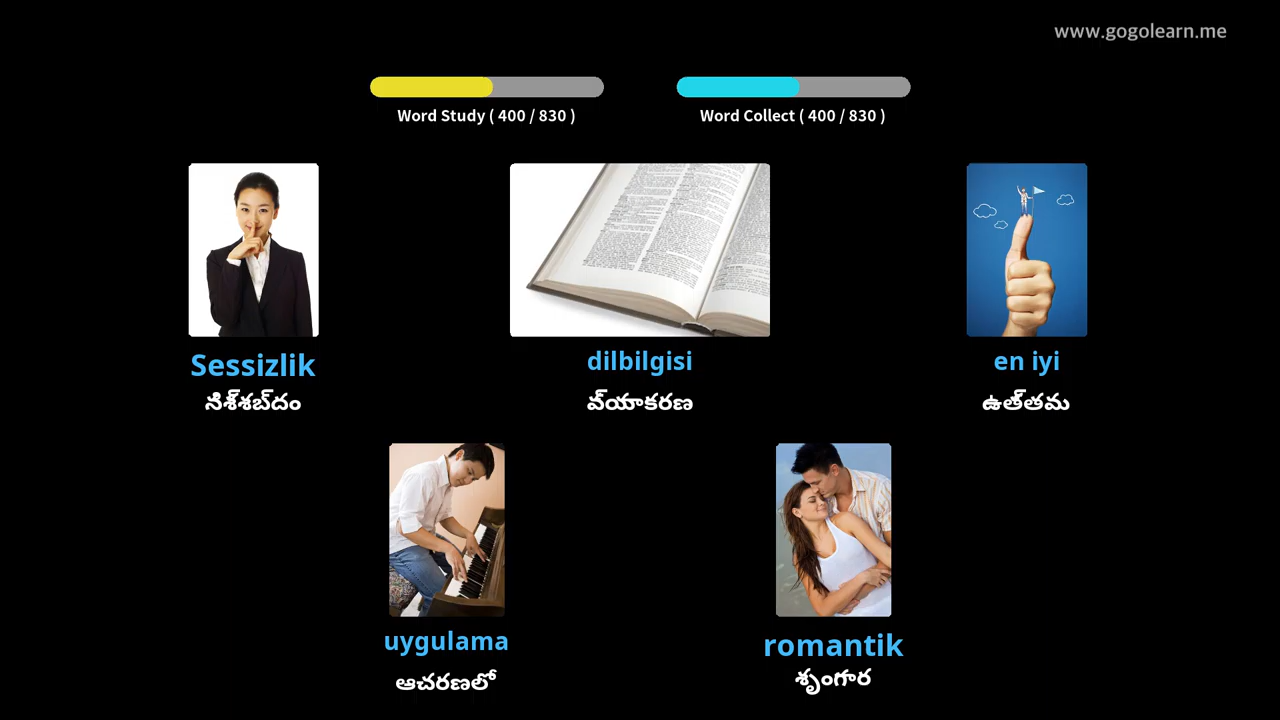 www.gogolearn.me
Word Study ( 400 / 830 )
Word Collect ( 400 / 830 )
Sessizlik
నిశ్శబ్దం
dilbilgisi
వ్యాకరణ
en iyi
ఉత్తమ
uygulama
ఆచరణలో
romantik
శృంగార